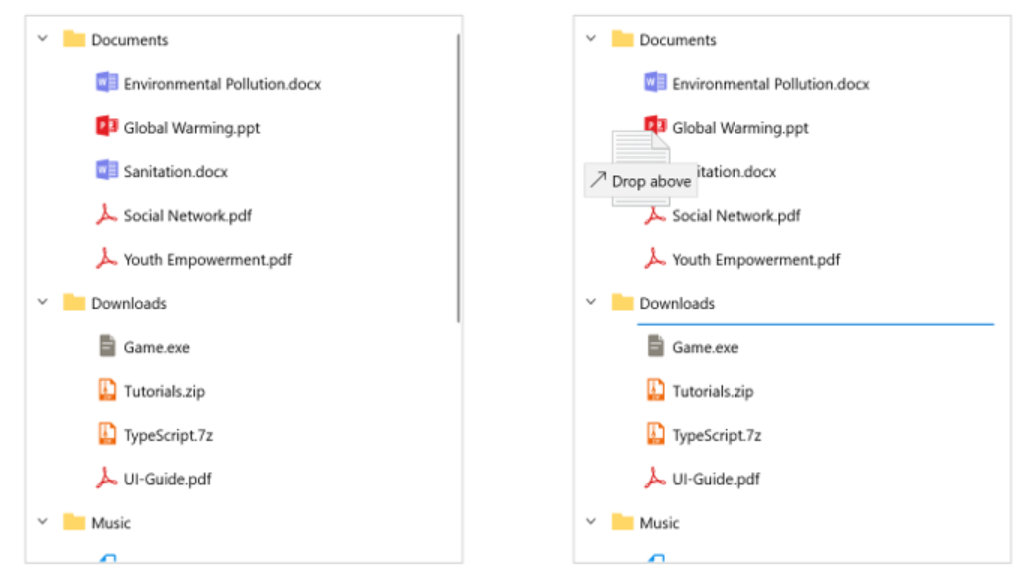 Documents
Environmental Pollution.docx
Global Warming.ppt
Sanitation.docx
Social Network.pdf
Youth Empowerment.pdf
Downloads
Game.exe
Tutorials.zip
TypeScript.7z
UI-Guide.pdf
Music
Documents
Environmental Pollution.docx
Global Warming.ppt
itation.docx
Drop above
Social Network.pdf
Youth Empowerment.pdf
Downloads
Game.exe
Tutorials.zip
TypeScript.7z
UI-Guide.pdf
Music